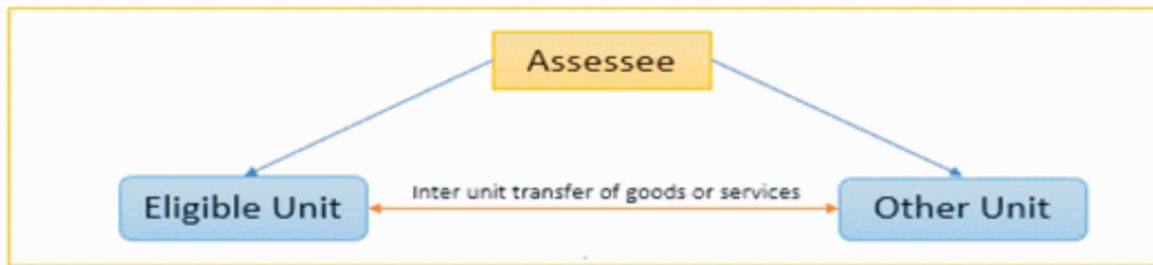 Assessee
Inter unit transfer of goods or services
Eligible Unit
Other Unit